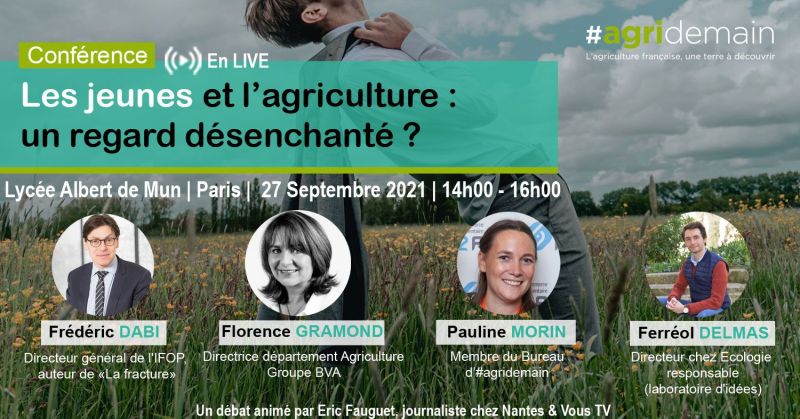 #agridemain
L'agriculture française, une terre à découvrir
Conférence En LIVE
Les jeunes et l'agriculture :
un regard désenchanté ?
Lycée Albert de Mun | Paris | 27 Septembre 2021 | 14h00 - 16h00
Frédéric DABI
Directeur général de l'IFOP,
auteur de «La fracture»
Florence GRAMOND
Directrice département Agriculture
Groupe BVA
Pauline MORIN
Membre du Bureau
d'#agridemain
Ferréol DELMAS
Directeur chez Ecologie
responsable
(laboratoire d'idées)
Un débat animé par Eric Fauguet, journaliste chez Nantes & Vous TV